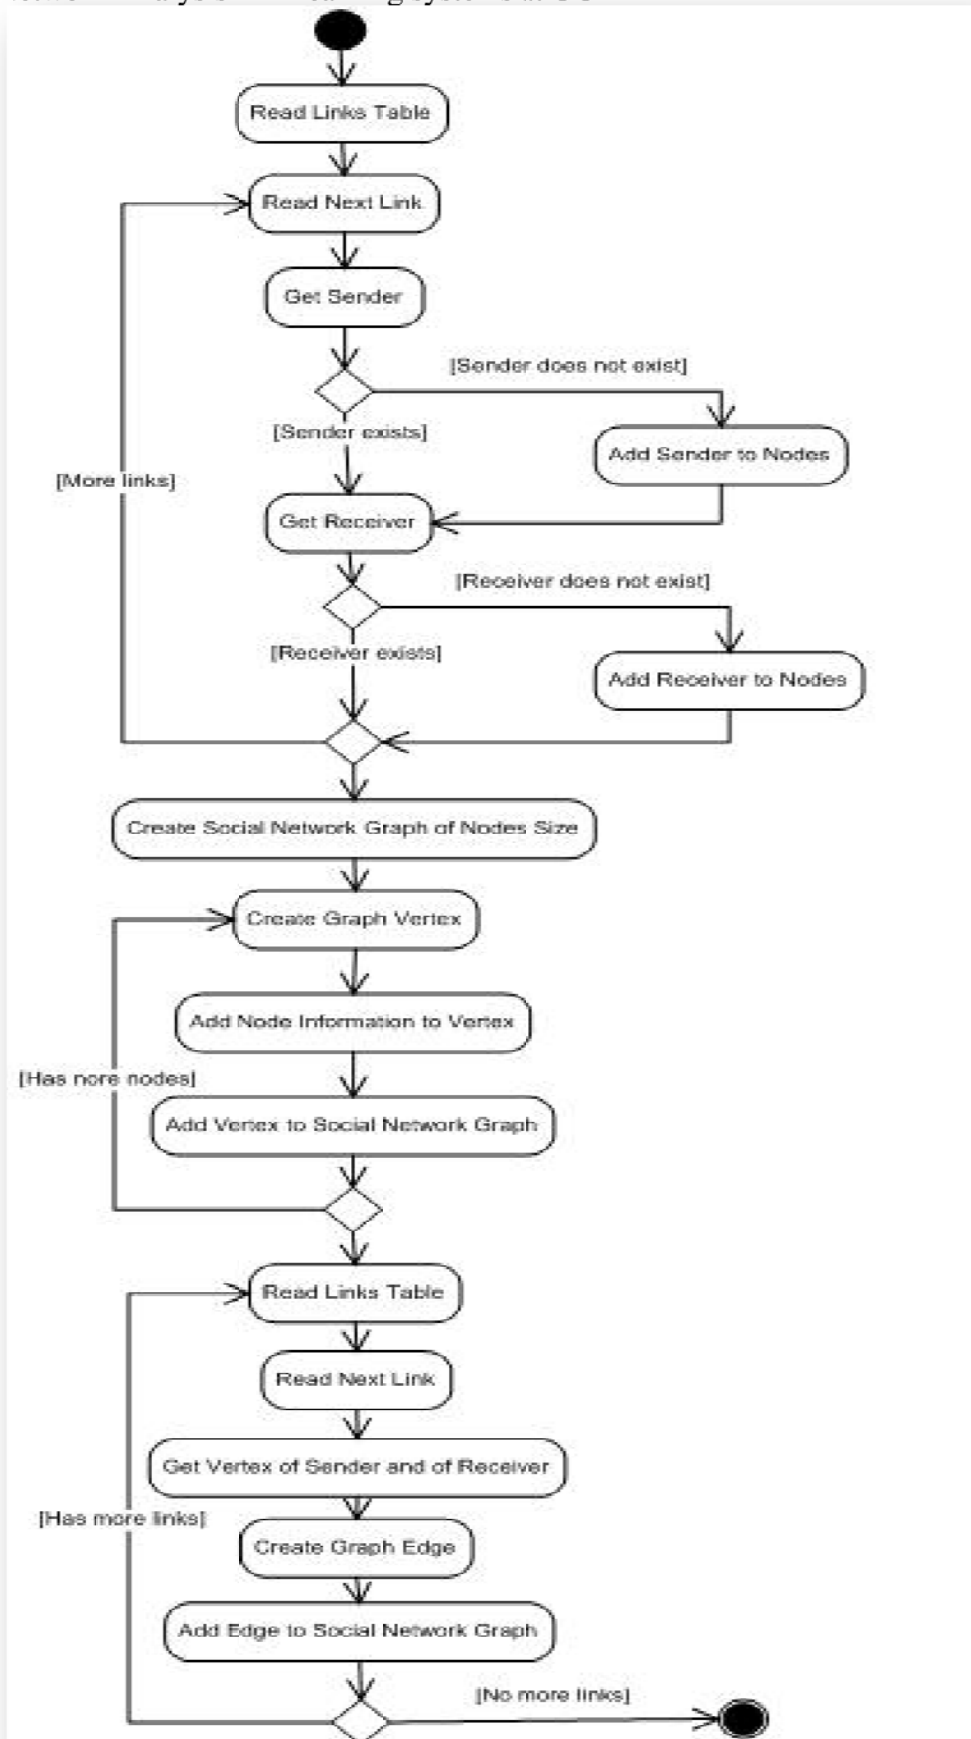 Read Links Table
Read Next Link
Get Sender
[Sender does not exist]
[Sender exists]
Add Sender to Nodes
[More links]
Get Receiver
[Receiver does not exist]
[Receiver exists]
Add Receiver to Nodes
Create Social Network Graph of Nodes Size
Create Graph Vertex
Add Node Information to Vertex
[Has nore nodes]
Add Vertex to Social Network Graph
Read Links Table
Read Next Link
Get Vertex of Sender and of Receiver
[Has more links]
Create Graph Edge
Add Edge to Social Network Graph
[No more links]